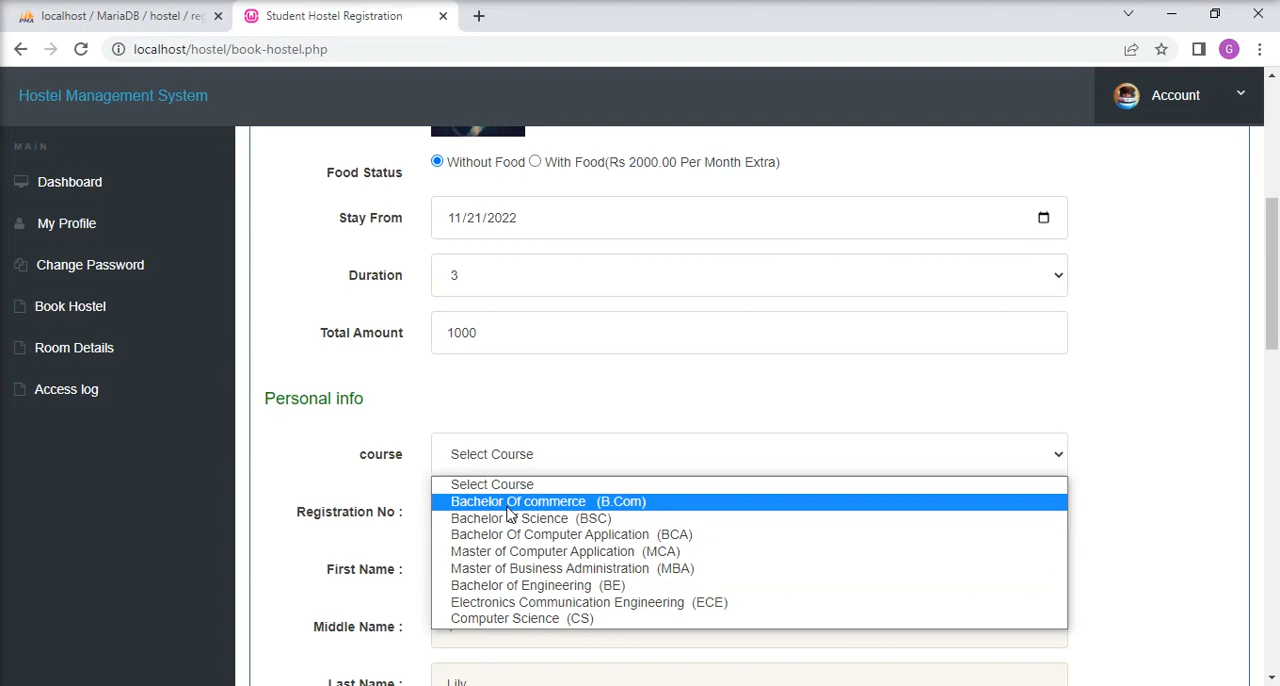 localhost / MariaDB / hostel / reg
Student Hostel Registration
localhost/hostel/book-hostel.php
G
Hostel Management System
Account
MAIN
Dashboard
My Profile
Change Password
Book Hostel
Room Details
Access log
Food Status
Without Food With Food(Rs 2000.00 Per Month Extra)
Stay From
11/21/2022
Duration
3
Total Amount
1000
Personal info
course
Select Course
Select Course
Bachelor Of commerce (B.Com)
Bachelor of Science (BSC)
Bachelor Of Computer Application (BCA)
Master of Computer Application (MCA)
Master of Business Administration (MBA)
Bachelor of Engineering (BE)
Electronics Communication Engineering (ECE)
Computer Science (CS)
Registration No :
First Name :
Middle Name :
Last Name :
Lily